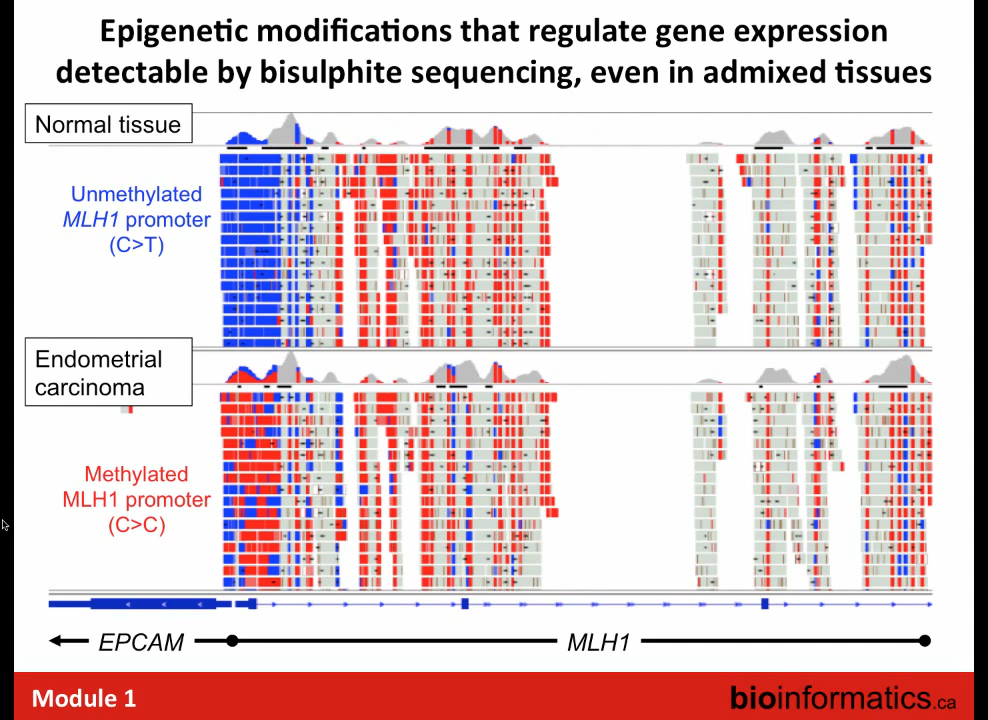 Epigenetic modifications that regulate gene expression
detectable by bisulphite sequencing, even in admixed tissues
Normal tissue
Unmethylated
MLH1 promoter
(C>T)
Endometrial
carcinoma
Methylated
MLH1 promoter
(C>C)
EPCAM
MLH1
Module 1
bioinformatics.ca